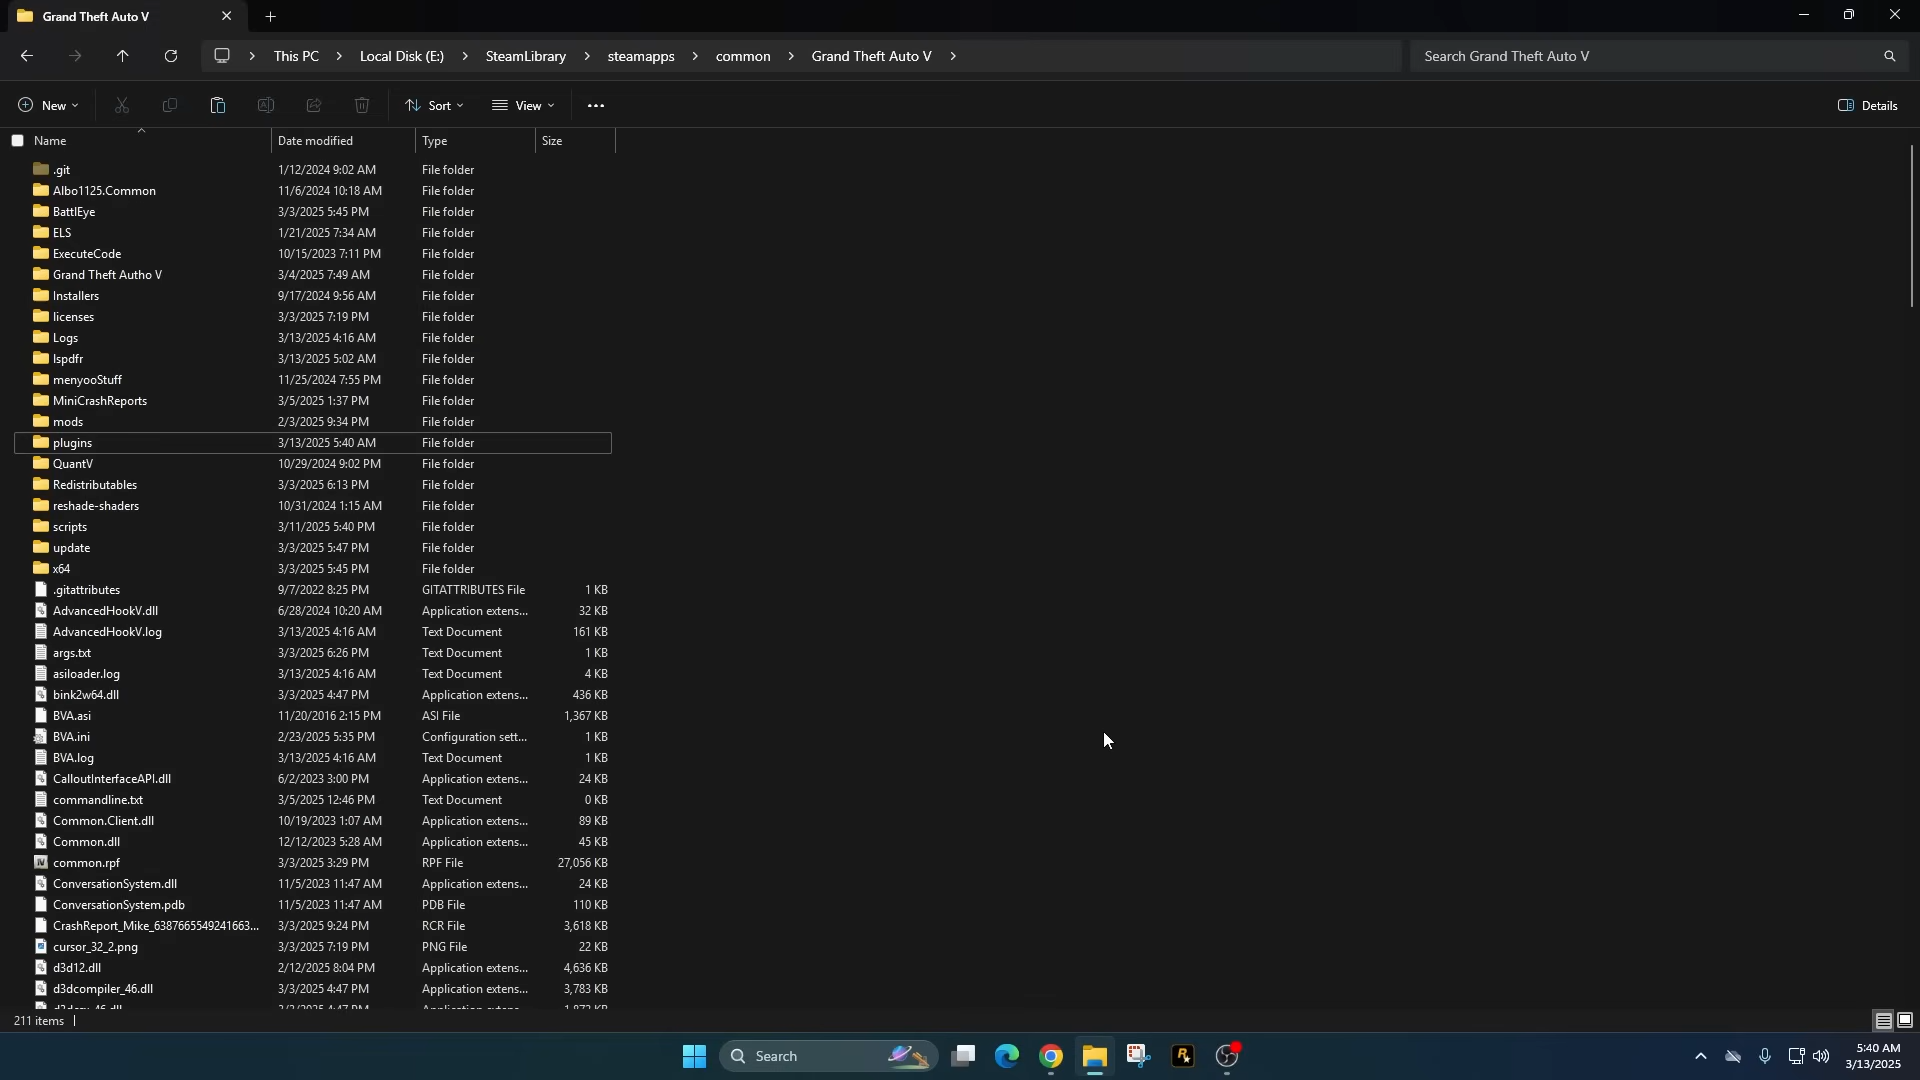 Grand Theft Auto V
This PC > Local Disk (E:) > SteamLibrary > steamapps > common > Grand Theft Auto V >
Search Grand Theft Auto V
New Sort View Details
Name Date modified Type Size
.git 1/12/2024 9:02 AM File folder
Albo1125.Common 11/6/2024 10:18 AM File folder
BattlEye 3/3/2025 5:45 PM File folder
ELS 1/21/2025 7:34 AM File folder
ExecuteCode 10/15/2023 7:11 PM File folder
Grand Theft Autho V 3/4/2025 7:49 AM File folder
Installers 9/17/2024 9:56 AM File folder
licenses 3/3/2025 7:19 PM File folder
Logs 3/13/2025 4:16 AM File folder
lspdfr 3/13/2025 5:02 AM File folder
menyooStuff 11/25/2024 7:55 PM File folder
MiniCrashReports 3/5/2025 1:37 PM File folder
mods 2/3/2025 9:34 PM File folder
plugins 3/13/2025 5:40 AM File folder
QuantV 10/29/2024 9:02 PM File folder
Redistributables 3/3/2025 6:13 PM File folder
reshade-shaders 10/31/2024 1:15 AM File folder
scripts 3/11/2025 5:40 PM File folder
update 3/3/2025 5:47 PM File folder
x64 3/3/2025 5:45 PM File folder
.gitattributes 9/7/2022 8:25 PM GITATTRIBUTES File 1 KB
AdvancedHookV.dll 6/28/2024 10:20 AM Application extens... 32 KB
AdvancedHookV.log 3/13/2025 4:16 AM Text Document 161 KB
args.txt 3/3/2025 6:26 PM Text Document 1 KB
asiloader.log 3/13/2025 4:16 AM Text Document 4 KB
bink2w64.dll 3/3/2025 4:47 PM Application extens... 436 KB
BVA.asi 11/20/2016 2:15 PM ASI File 1,367 KB
BVA.ini 2/23/2025 5:35 PM Configuration sett... 1 KB
BVA.log 3/13/2025 4:16 AM Text Document 1 KB
CalloutInterfaceAPI.dll 6/2/2023 3:00 PM Application extens... 24 KB
commandline.txt 3/5/2025 12:46 PM Text Document 0 KB
Common.Client.dll 10/19/2023 1:07 AM Application extens... 89 KB
Common.dll 12/12/2023 5:28 AM Application extens... 45 KB
common.rpf 3/3/2025 3:29 PM RPF File 27,056 KB
ConversationSystem.dll 11/5/2023 11:47 AM Application extens... 24 KB
ConversationSystem.pdb 11/5/2023 11:47 AM PDB File 110 KB
CrashReport_Mike_6387665549241663... 3/3/2025 9:24 PM RCR File 3,618 KB
cursor_32_2.png 3/3/2025 7:19 PM PNG File 22 KB
d3d12.dll 2/12/2025 8:04 PM Application extens... 4,636 KB
d3dcompiler_46.dll 3/3/2025 4:47 PM Application extens... 3,783 KB
211 items
Search
5:40 AM
3/13/2025